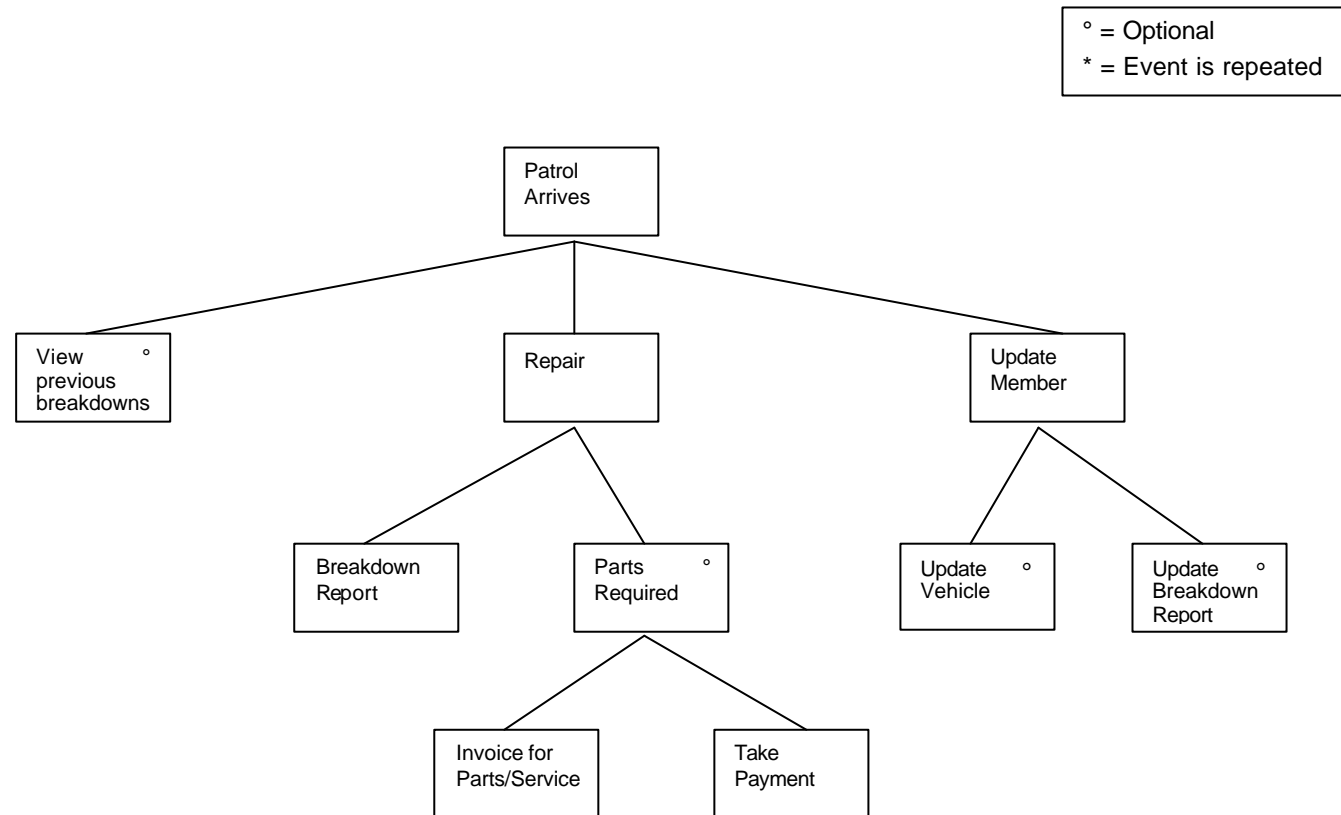 ° = Optional
* = Event is repeated
Patrol
Arrives
View °
previous
breakdowns
Repair
Update
Member
Breakdown
Report
Parts °
Required
Update °
Vehicle
Update °
Breakdown
Report
Invoice for
Parts/Service
Take
Payment